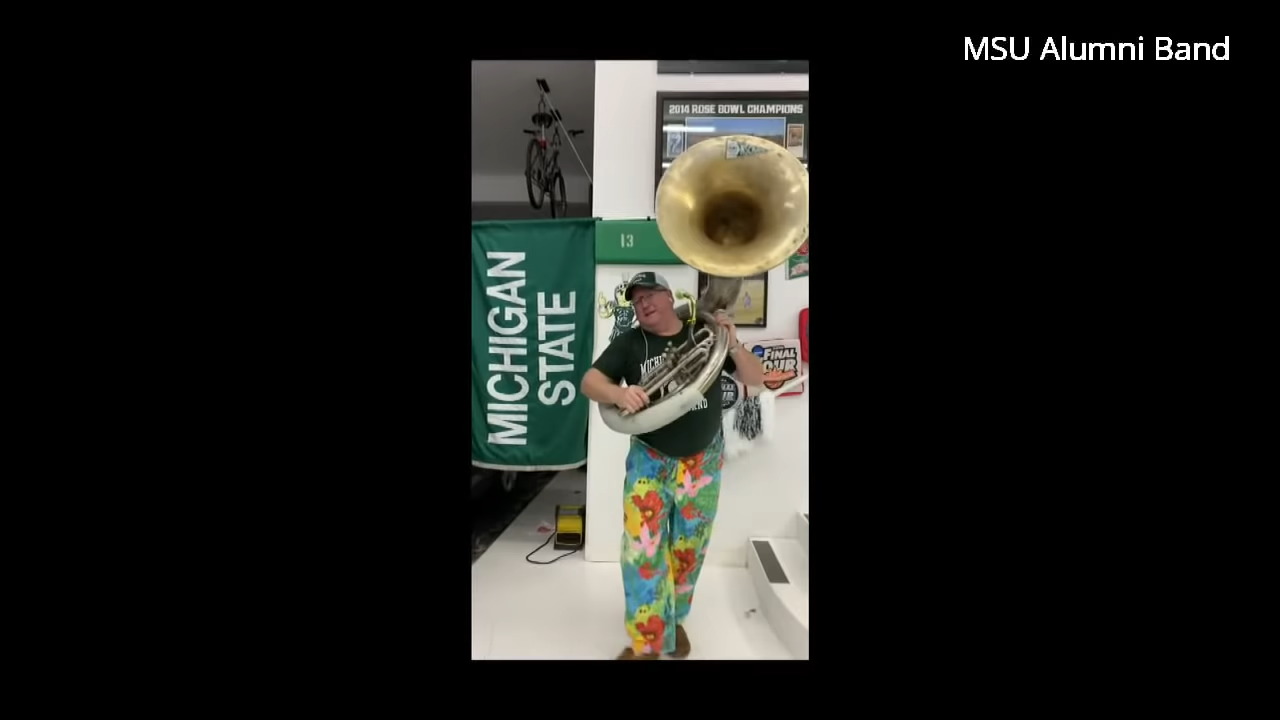 MSU Alumni Band
2014 ROSE BOWL CHAMPIONS
13
MICHIGAN
STATE
FINAL
FOUR